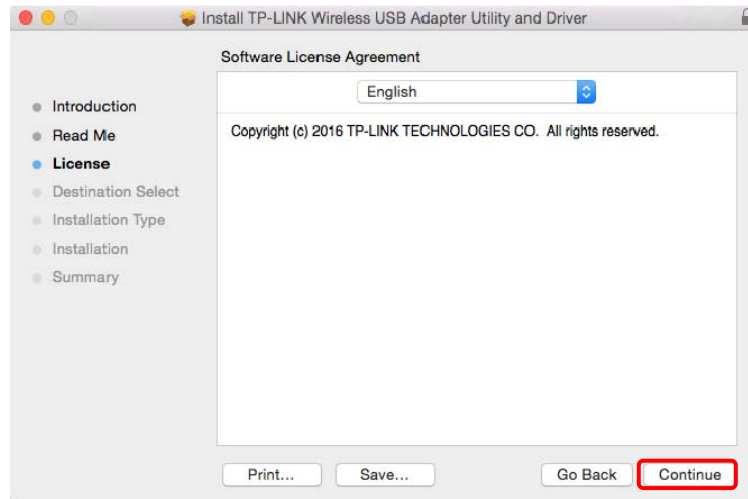 Install TP-LINK Wireless USB Adapter Utility and Driver
Software License Agreement
Introduction
Read Me
License
Destination Select
Installation Type
Installation
Summary
English
Copyright (c) 2016 TP-LINK TECHNOLOGIES CO. All rights reserved.
Print...
Save...
Go Back
Continue